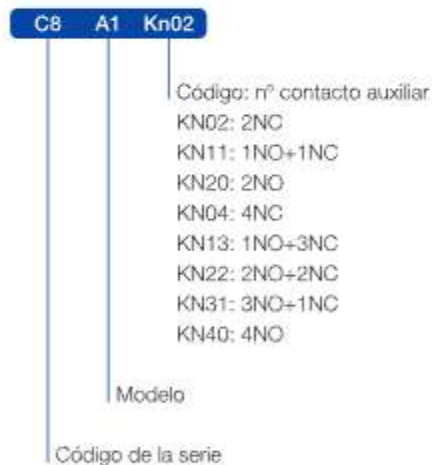 C8 A1 Kn02
Código: nº contacto auxiliar
KN02: 2NC
KN11: 1NO+1NC
KN20: 2NO
KN04: 4NC
KN13: 1NO+3NC
KN22: 2NO+2NC
KN31: 3NO+1NC
KN40: 4NO
Modelo
Código de la serie